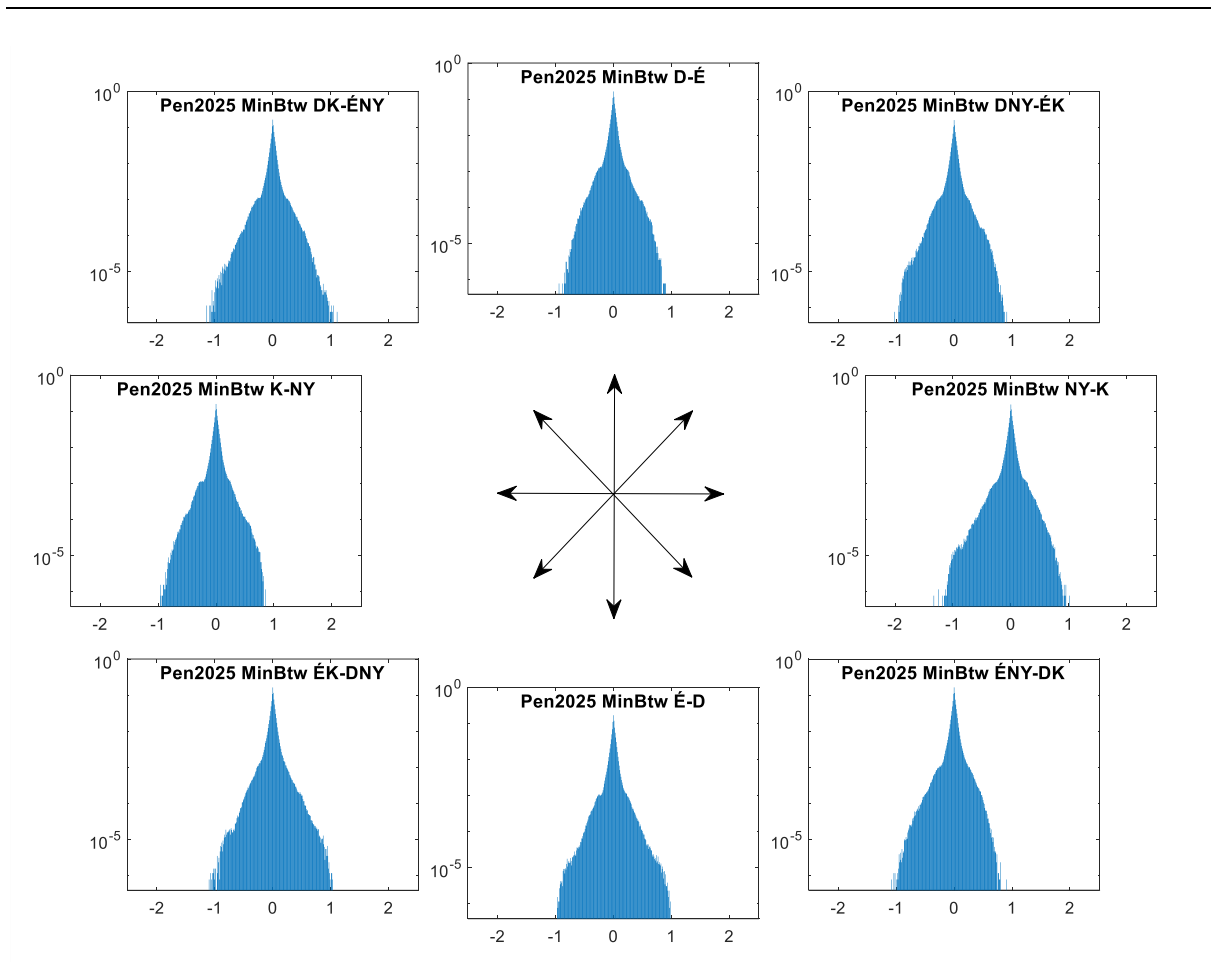 Pen2025 MinBtw D-É
10^0
10^-5
-2 -1 0 1 2
Pen2025 MinBtw DK-ÉNY
10^0
10^-5
-2 -1 0 1 2
Pen2025 MinBtw DNY-ÉK
10^0
10^-5
-2 -1 0 1 2
Pen2025 MinBtw K-NY
10^0
10^-5
-2 -1 0 1 2
Pen2025 MinBtw NY-K
10^0
10^-5
-2 -1 0 1 2
Pen2025 MinBtw ÉK-DNY
10^0
10^-5
-2 -1 0 1 2
Pen2025 MinBtw É-D
10^0
10^-5
-2 -1 0 1 2
Pen2025 MinBtw ÉNY-DK
10^0
10^-5
-2 -1 0 1 2